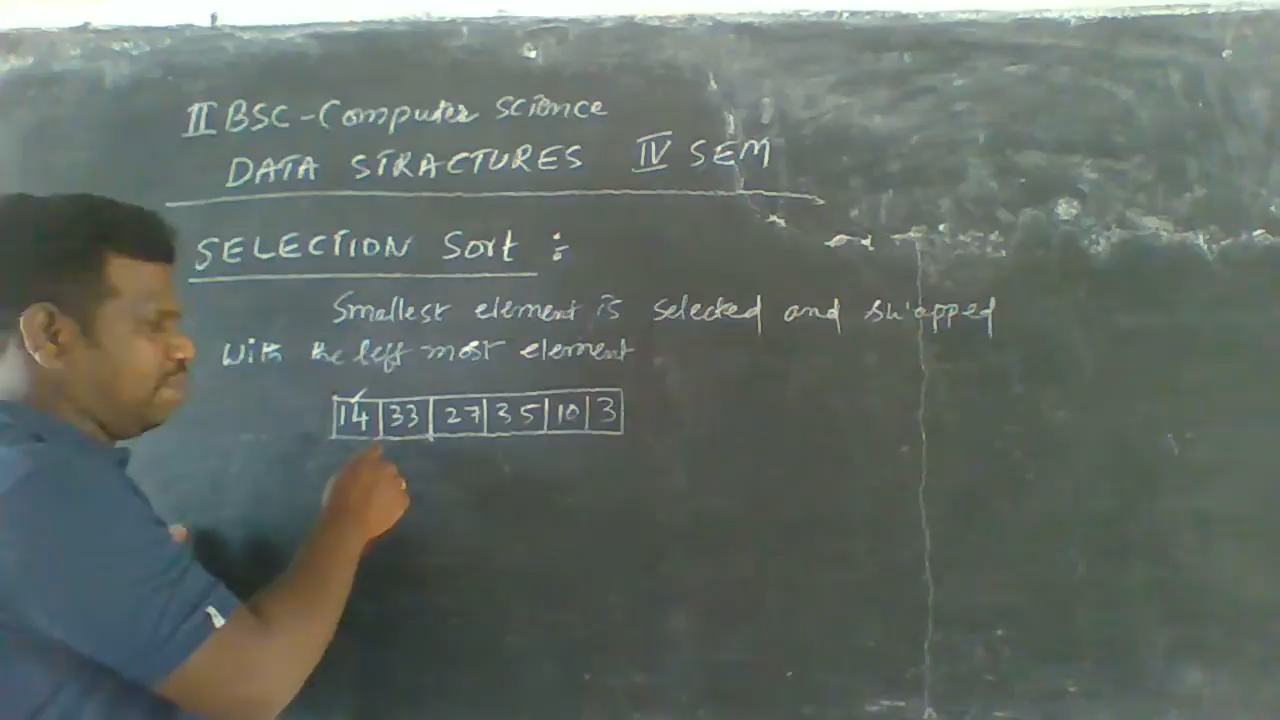 II BSC-Computer Science
DATA STRACTURES IV SEM
SELECTION Sort :
Smallest element is selected and swapped
with the left most element
14 33 27 35 10 3